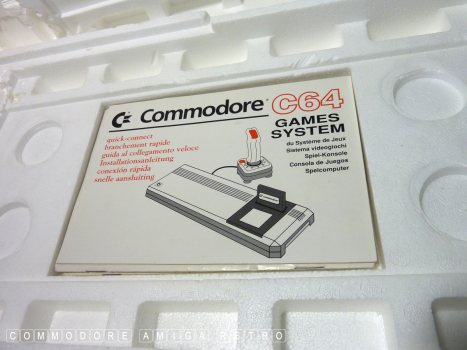 Commodore C64
GAMES
SYSTEM
du Système de Jeux
Sistema videogiochi
Spiel-Konsole
Consola de Juegos
Spelcomputer
quick-connect
branchement rapide
guida al collegamento veloce
Installationsanleitung
conexión rápida
snelle aansluiting
COMMODORE AMIGA RETRO